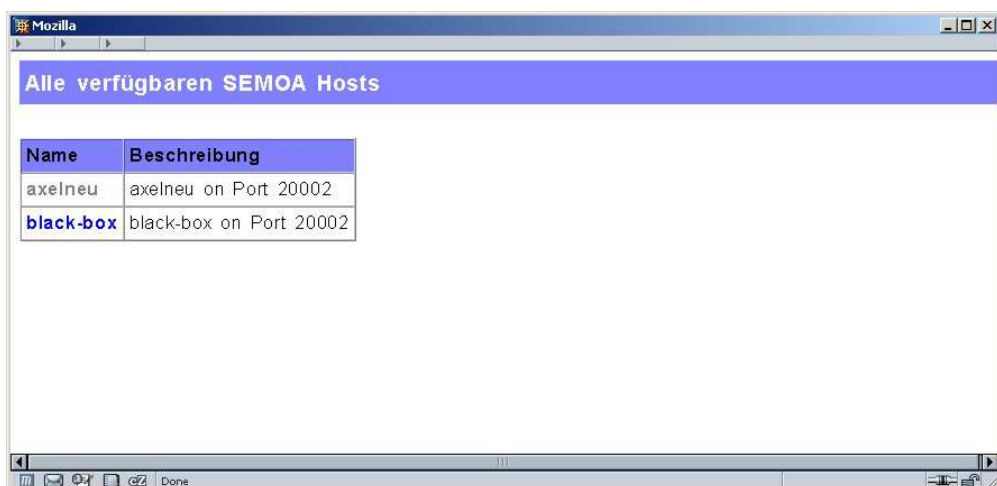 Mozilla
Alle verfügbaren SEMOA Hosts
Name Beschreibung
axelneu axelneu on Port 20002
black-box black-box on Port 20002
Done